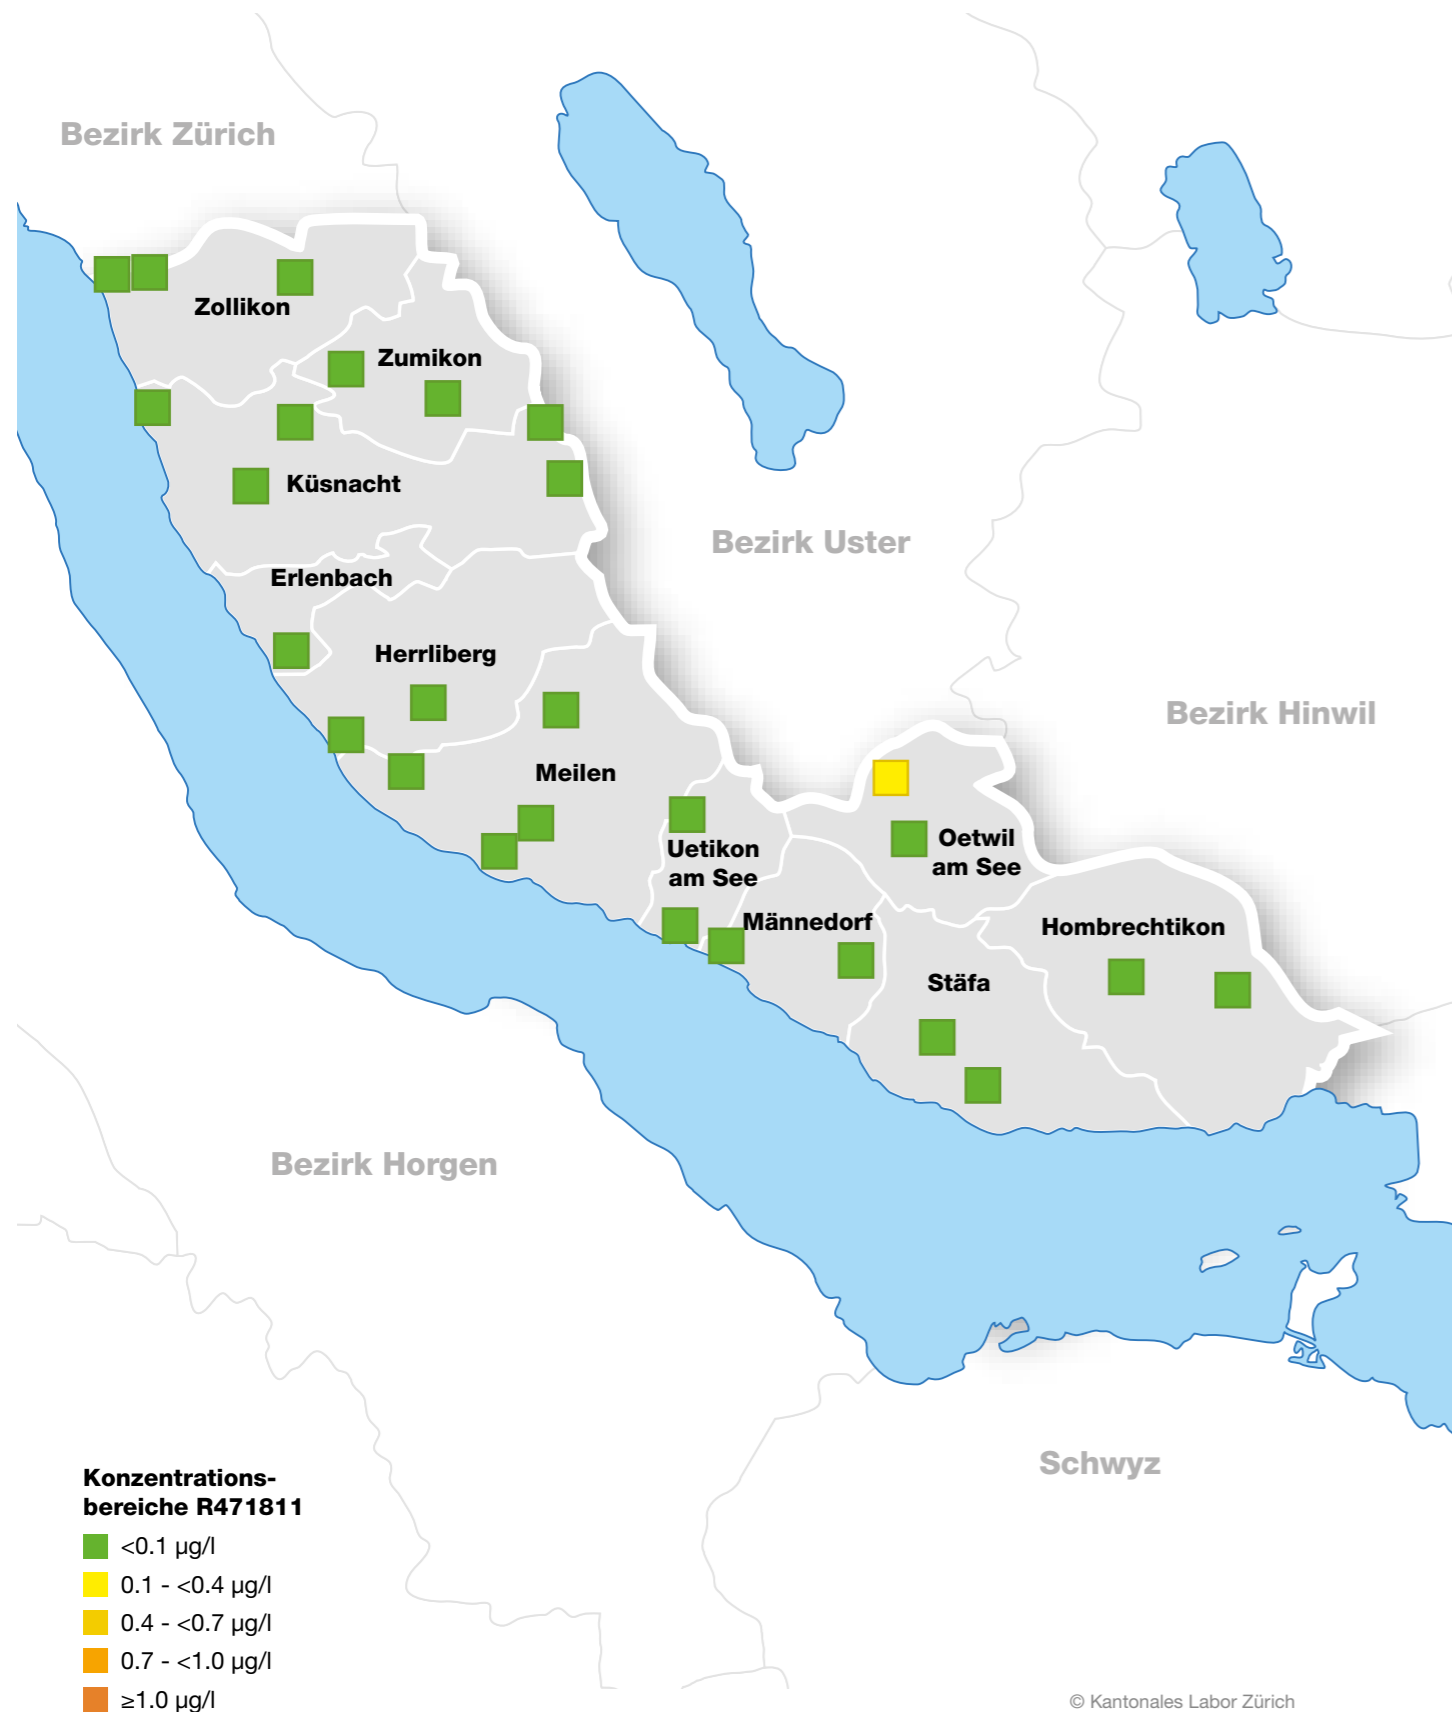 Bezirk Zürich
Zollikon
Zumikon
Küsnacht
Bezirk Uster
Erlenbach
Herrliberg
Bezirk Hinwil
Meilen
Uetikon
am See
Oetwil
am See
Männedorf
Hombrechtikon
Stäfa
Bezirk Horgen
Schwyz
Konzentrations-
bereiche R471811
<0.1 µg/l
0.1 - <0.4 µg/l
0.4 - <0.7 µg/l
0.7 - <1.0 µg/l
≥1.0 µg/l
© Kantonales Labor Zürich